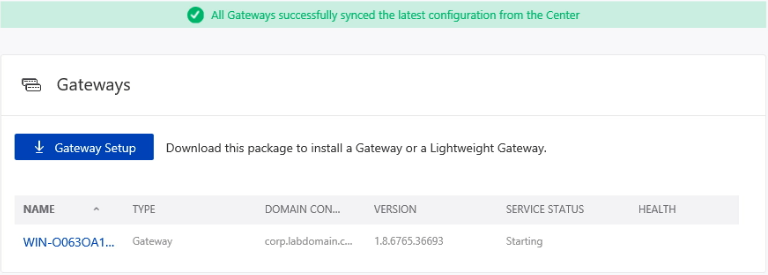 All Gateways successfully synced the latest configuration from the Center
Gateways
Gateway Setup Download this package to install a Gateway or a Lightweight Gateway.
NAME TYPE DOMAIN CON... VERSION SERVICE STATUS HEALTH
WIN-O063OA1... Gateway corp.labdomain.c... 1.8.6765.36693 Starting